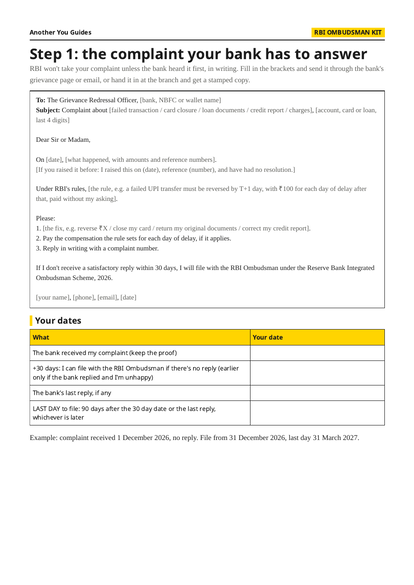 Another You Guides
RBI OMBUDSMAN KIT
Step 1: the complaint your bank has to answer
RBI won't take your complaint unless the bank heard it first, in writing. Fill in the brackets and send it through the bank's
grievance page or email, or hand it in at the branch and get a stamped copy.
To: The Grievance Redressal Officer, [bank, NBFC or wallet name]
Subject: Complaint about [failed transaction / card closure / loan documents / credit report / charges], [account, card or loan,
last 4 digits]
Dear Sir or Madam,
On [date], [what happened, with amounts and reference numbers].
[If you raised it before: I raised this on (date), reference (number), and have had no resolution.]
Under RBI's rules, [the rule, e.g. a failed UPI transfer must be reversed by T+1 day, with ₹100 for each day of delay after
that, paid without my asking].
Please:
1. [the fix, e.g. reverse ₹X / close my card / return my original documents / correct my credit report].
2. Pay the compensation the rule sets for each day of delay, if it applies.
3. Reply in writing with a complaint number.
If I don't receive a satisfactory reply within 30 days, I will file with the RBI Ombudsman under the Reserve Bank Integrated
Ombudsman Scheme, 2026.
[your name], [phone], [email], [date]
Your dates
What
Your date
The bank received my complaint (keep the proof)
+30 days: I can file with the RBI Ombudsman if there's no reply (earlier
only if the bank replied and I'm unhappy)
The bank's last reply, if any
LAST DAY to file: 90 days after the 30 day date or the last reply,
whichever is later
Example: complaint received 1 December 2026, no reply. File from 31 December 2026, last day 31 March 2027.